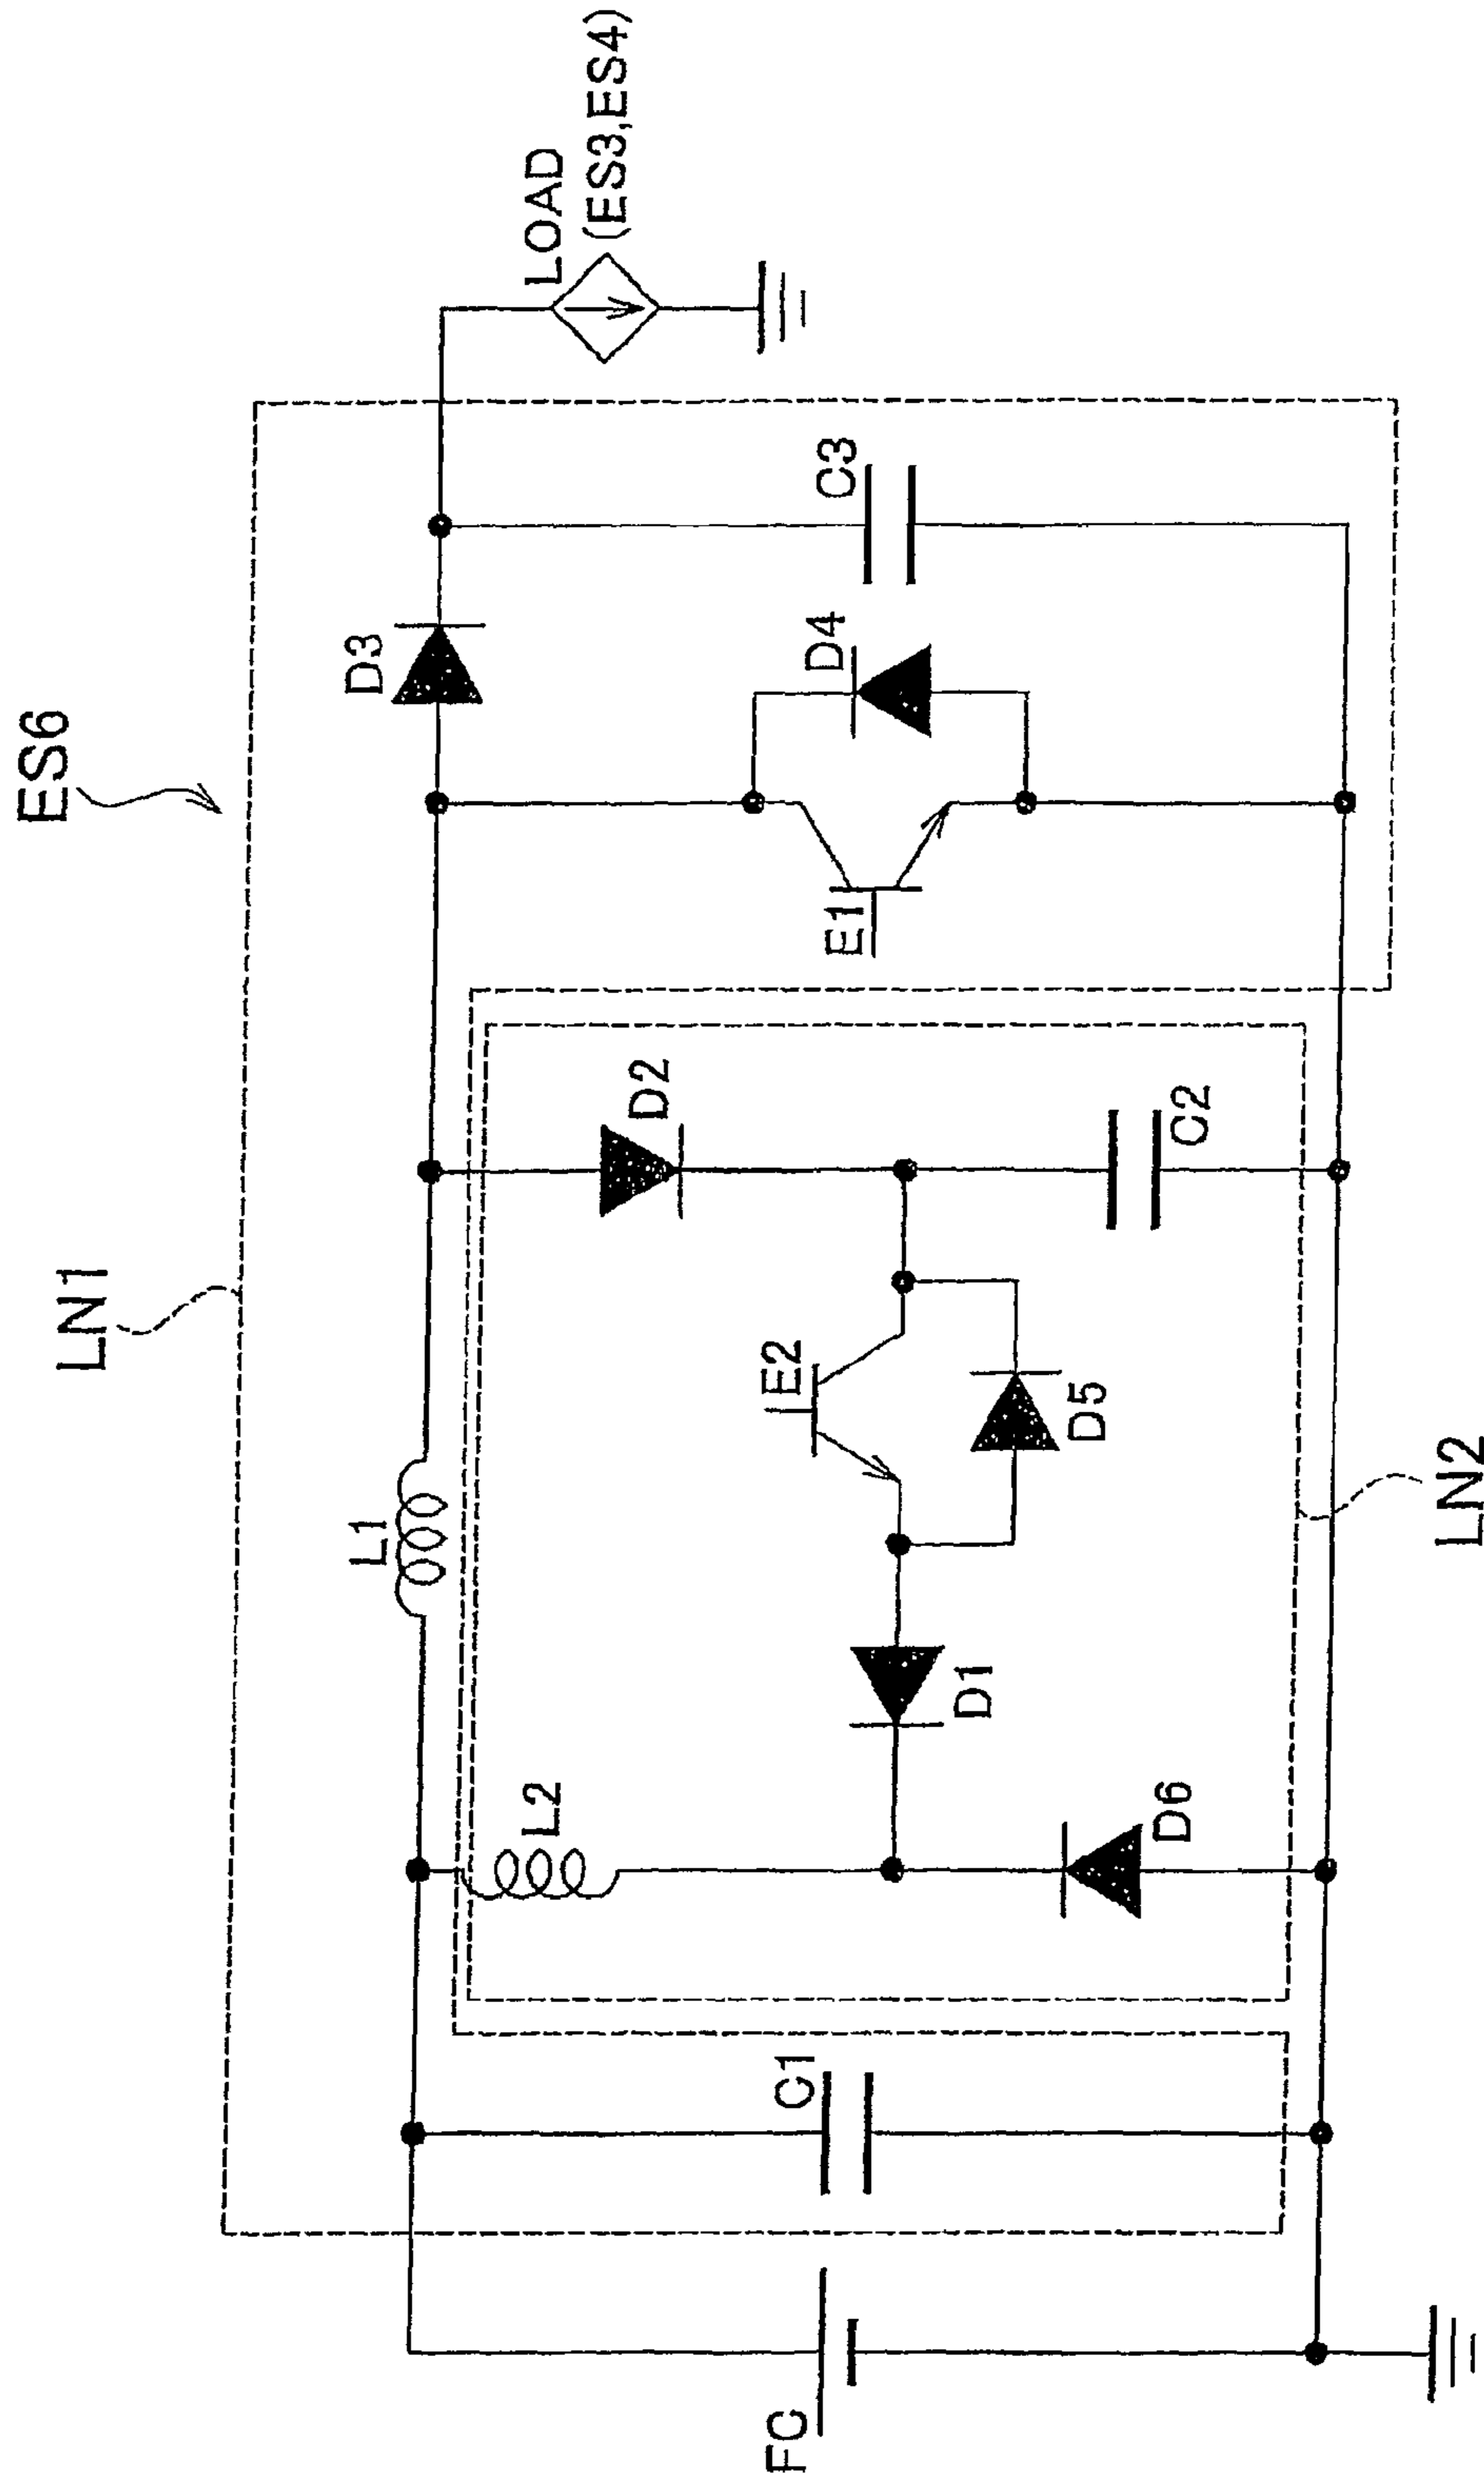 ES6
LN1
L1
D3
LOAD
(ES3,ES4)
FC
C1
L2
D6
D1
E2
D5
D2
C2
E1
D4
C3
LN2